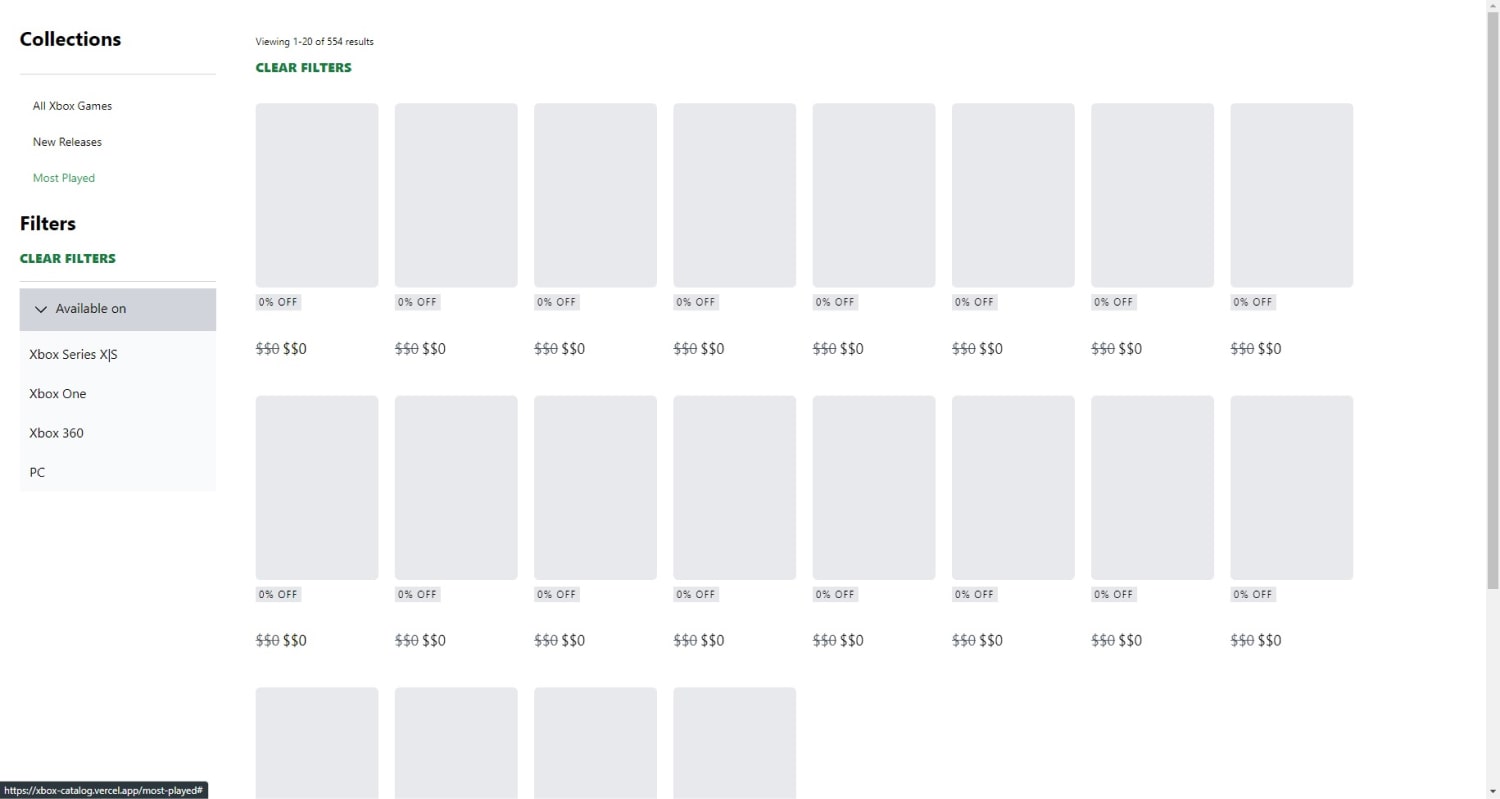 Collections
All Xbox Games
New Releases
Most Played
Filters
CLEAR FILTERS
Available on
Xbox Series X|S
Xbox One
Xbox 360
PC
Viewing 1-20 of 554 results
CLEAR FILTERS
0% OFF 0% OFF 0% OFF 0% OFF 0% OFF 0% OFF 0% OFF 0% OFF
$$0 $$0 $$0 $$0 $$0 $$0 $$0 $$0 $$0 $$0 $$0 $$0 $$0 $$0 $$0 $$0
0% OFF 0% OFF 0% OFF 0% OFF 0% OFF 0% OFF 0% OFF 0% OFF
$$0 $$0 $$0 $$0 $$0 $$0 $$0 $$0 $$0 $$0 $$0 $$0 $$0 $$0 $$0 $$0
https://xbox-catalog.vercel.app/most-played#